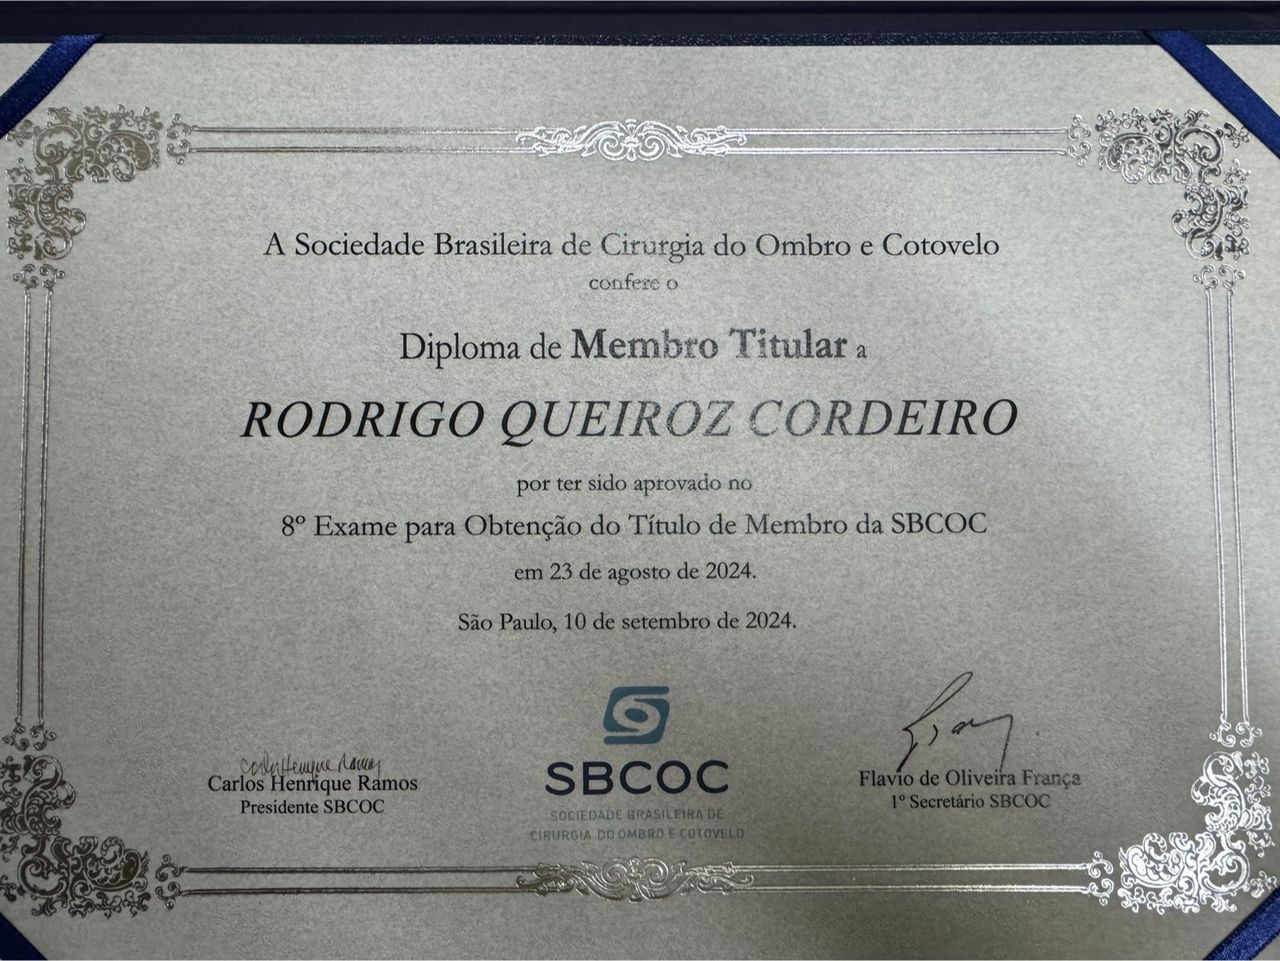 A Sociedade Brasileira de Cirurgia do Ombro e Cotovelo
confere o
Diploma de Membro Titular a
RODRIGO QUEIROZ CORDEIRO
por ter sido aprovado no
8º Exame para Obtenção do Título de Membro da SBCOC
em 23 de agosto de 2024.
São Paulo, 10 de setembro de 2024.
Carlos Henrique Ramos
Carlos Henrique Ramos
Presidente SBCOC
SBCOC
SOCIEDADE BRASILEIRA DE
CIRURGIA DO OMBRO E COTOVELO
Flavio de Oliveira França
1º Secretário SBCOC